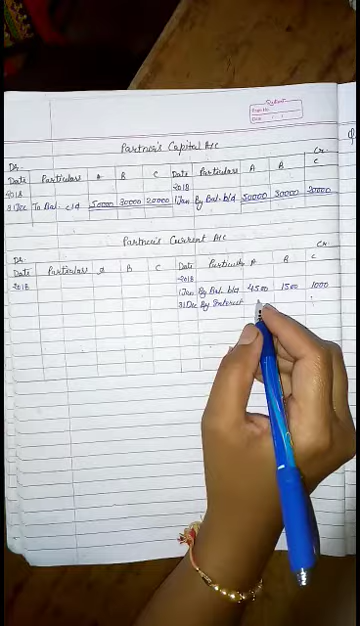 Partner's Capital A/C
Dr. Cr.
Date Particulars A B C Date Particulars A B C
2018 2018
31 Dec To Bal. c/d 50000 30000 20000 1 Jan By Bal. b/d 50000 30000 20000
Partner's Current A/C
Dr. Cr.
Date Particulars A B C Date Particulars A B C
2018 2018
1 Jan By Bal. b/d 4500 1500 1000
31 Dec By Interest